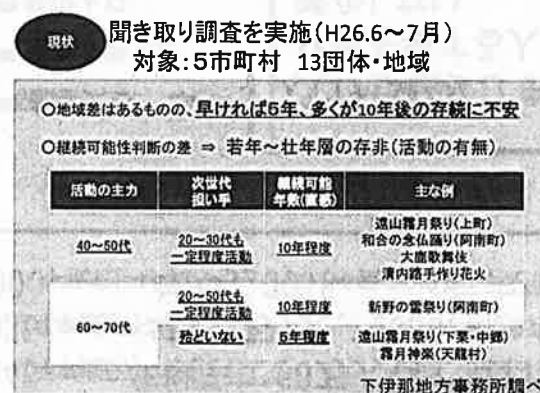 現状
聞き取り調査を実施(H26.6~7月)
対象:5市町村 13団体・地域
○地域差はあるものの、早ければ5年、多くが10年後の存続に不安
○継続可能性判断の差 ⇒ 若年~壮年層の存非(活動の有無)
活動の主力
次世代
担い手
継続可能
年数(直感)
主な例
40~50代
20~30代も
一定程度活動
10年程度
遠山霜月祭り(上町)
和合の念仏踊り(阿南町)
大鹿歌舞伎
清内路手作り花火
60~70代
20~50代も
一定程度活動
10年程度
新野の雪祭り(阿南町)
殆どいない
5年程度
遠山霜月祭り(下栗・中郷)
霜月神楽(天龍村)
下伊那地方事務所調べ